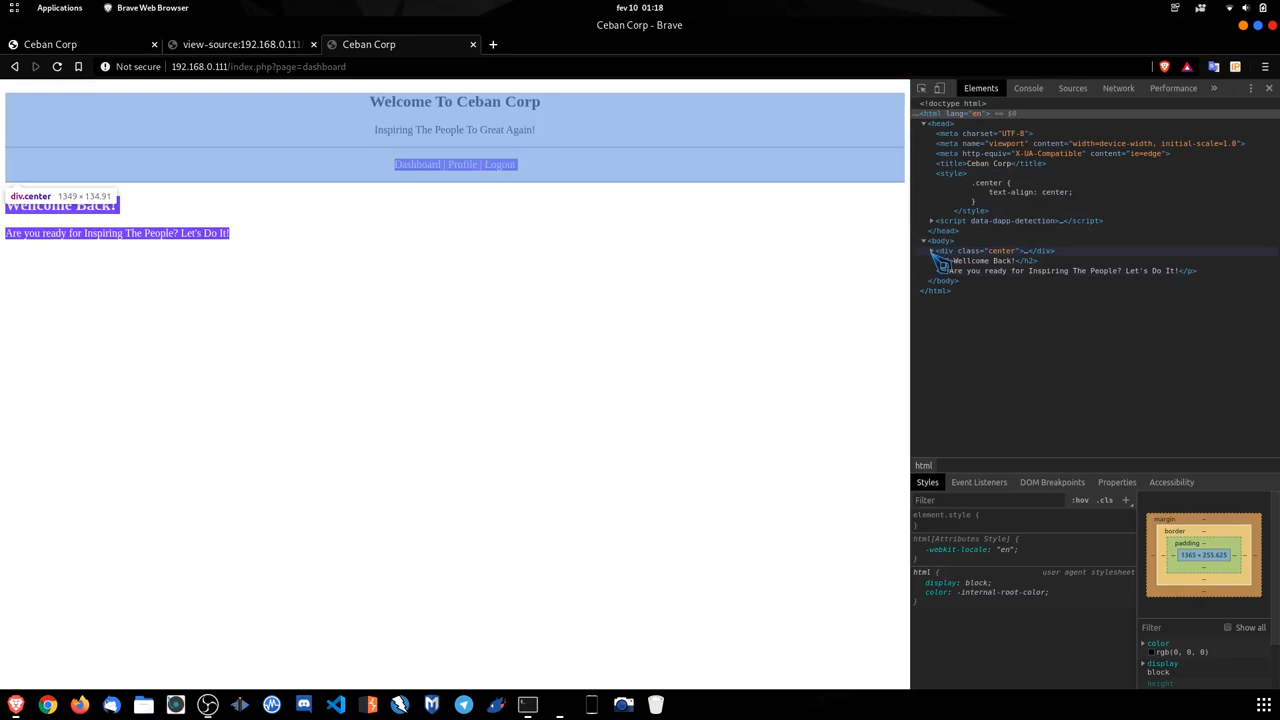 Applications
Brave Web Browser
fev 10 01:18
Ceban Corp - Brave
Ceban Corp
view-source:192.168.0.111/
Ceban Corp
Not secure
192.168.0.111/index.php?page=dashboard
Welcome To Ceban Corp
Inspiring The People To Great Again!
Dashboard | Profile | Logout
div.center 1349 × 134.91
Wellcome Back!
Are you ready for Inspiring The People? Let's Do It!
Elements
Console
Sources
Network
Performance
<!doctype html>
…<html lang="en"> == $0
<head>
<meta charset="UTF-8">
<meta name="viewport" content="width=device-width, initial-scale=1.0">
<meta http-equiv="X-UA-Compatible" content="ie=edge">
<title>Ceban Corp</title>
<style>
.center {
text-align: center;
}
</style>
<script data-dapp-detection>…</script>
</head>
<body>
<div class="center">…</div>
Wellcome Back!</h2>
Are you ready for Inspiring The People? Let's Do It!</p>
</body>
</html>
html
Styles
Event Listeners
DOM Breakpoints
Properties
Accessibility
Filter
:hov .cls +
element.style {
}
html[Attributes Style] {
-webkit-locale: "en";
}
html {
user agent stylesheet
display: block;
color: -internal-root-color;
}
margin –
border –
padding –
– – – 1365 × 255.625 – – –
–
–
–
Filter
Show all
color
rgb(0, 0, 0)
display
block
height